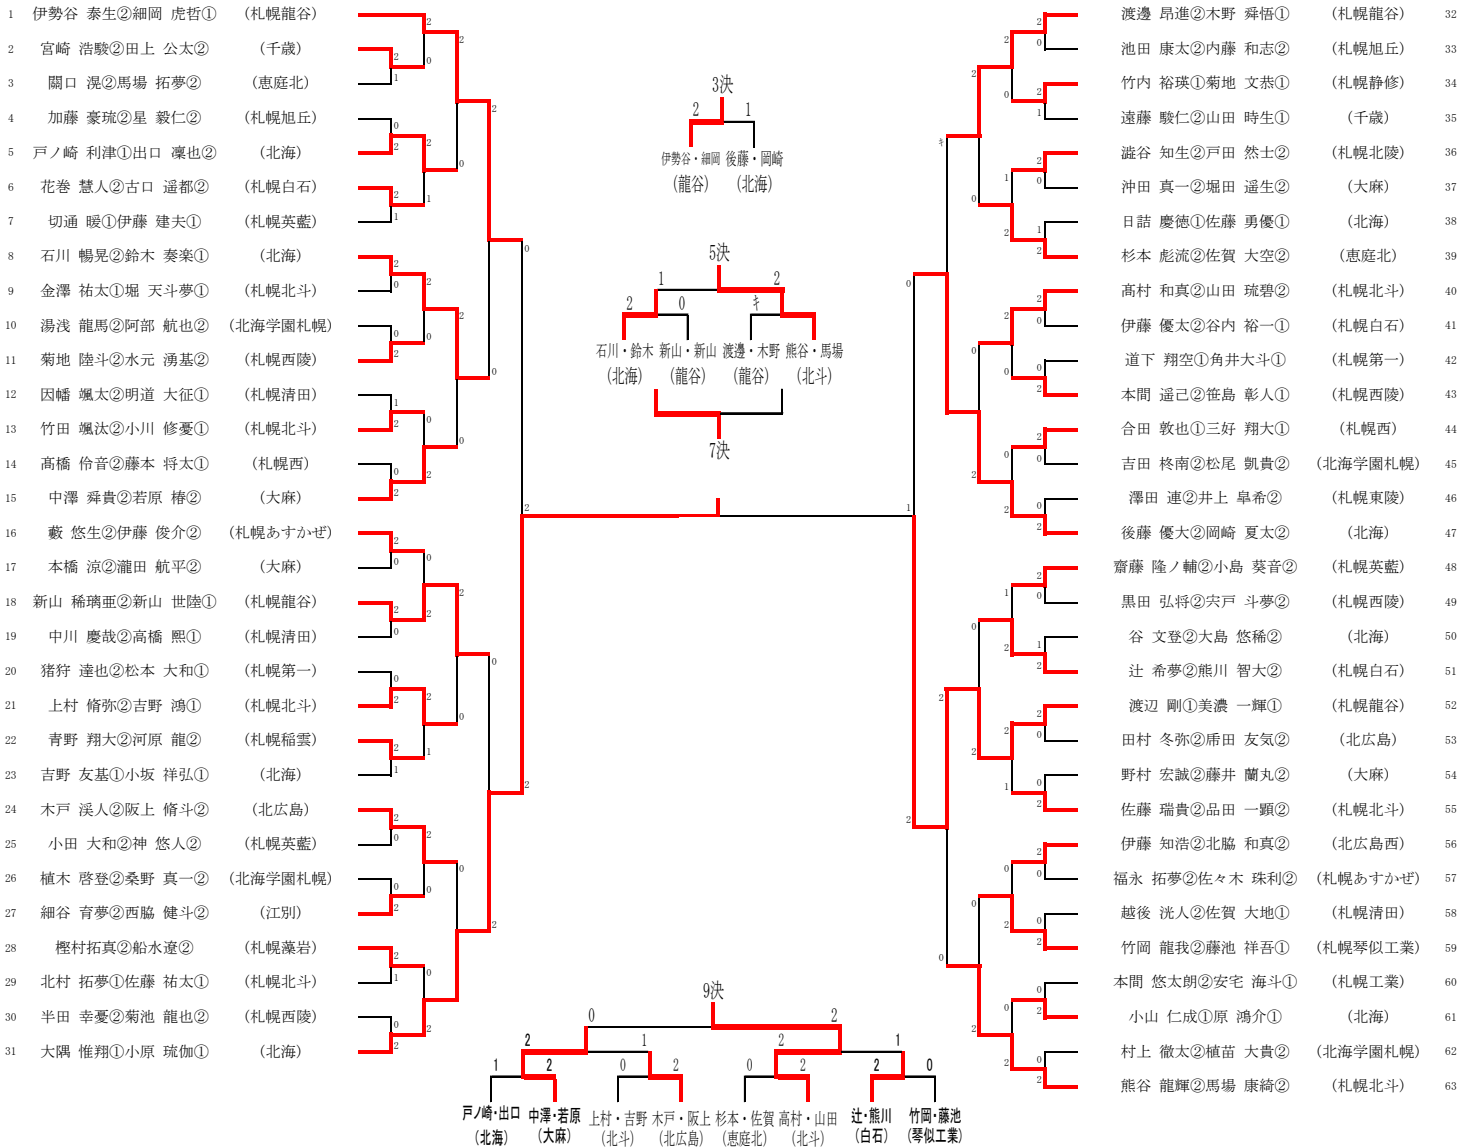 1 伊勢谷 泰生②細岡 虎哲① (札幌龍谷)
2 宮崎 浩駿②田上 公太② (千歳)
3 關口 滉②馬場 拓夢② (恵庭北)
4 加藤 豪琉②星 毅仁② (札幌旭丘)
5 戸ノ崎 利津①出口 凜也② (北海)
6 花巻 慧人②古口 遥都② (札幌白石)
7 切通 暖①伊藤 建夫① (札幌英藍)
8 石川 暢晃②鈴木 奏楽① (北海)
9 金澤 祐太①堀 天斗夢① (札幌北斗)
10 湯浅 龍馬②阿部 航也② (北海学園札幌)
11 菊地 陸斗②水元 湧基② (札幌西陵)
12 因幡 颯太②明道 大征① (札幌清田)
13 竹田 颯汰②小川 修憂① (札幌北斗)
14 髙橋 伶音②藤本 将太① (札幌西)
15 中澤 舜貴②若原 椿② (大麻)
16 藪 悠生②伊藤 俊介② (札幌あすかぜ)
17 本橋 涼②瀧田 航平② (大麻)
18 新山 稀璃亜②新山 世陸① (札幌龍谷)
19 中川 慶哉②高橋 熙① (札幌清田)
20 猪狩 達也②松本 大和① (札幌第一)
21 上村 脩弥②吉野 鴻① (札幌北斗)
22 青野 翔大②河原 龍② (札幌稲雲)
23 吉野 友基①小坂 祥弘① (北海)
24 木戸 渓人②阪上 脩斗② (北広島)
25 小田 大和②神 悠人② (札幌英藍)
26 植木 啓登②桑野 真一② (北海学園札幌)
27 細谷 育夢②西脇 健斗② (江別)
28 樫村拓真②船水遼② (札幌藻岩)
29 北村 拓夢①佐藤 祐太① (札幌北斗)
30 半田 幸憂②菊池 龍也② (札幌西陵)
31 大隅 惟翔①小原 琉伽① (北海)
3決
2 1
伊勢谷・細岡 後藤・岡崎
(龍谷) (北海)
5決
1 2
2 0 キ
石川・鈴木 新山・新山 渡邊・木野 熊谷・馬場
(北海) (龍谷) (龍谷) (北斗)
7決
9決
0 2
2 1 2 1
1 2 0 2 0 2 2 0
戸ノ崎・出口 中澤・若原 上村・吉野 木戸・阪上 杉本・佐賀 高村・山田 辻・熊川 竹岡・藤池
(北海) (大麻) (北斗) (北広島) (恵庭北) (北斗) (白石) (琴似工業)
渡邊 昂進②木野 舜悟① (札幌龍谷) 32
池田 康太②内藤 和志② (札幌旭丘) 33
竹内 裕瑛①菊地 文恭① (札幌静修) 34
遠藤 駿仁②山田 時生① (千歳) 35
澁谷 知生②戸田 然士② (札幌北陵) 36
沖田 真一②堀田 遥生② (大麻) 37
日詰 慶徳①佐藤 勇優① (北海) 38
杉本 彪流②佐賀 大空② (恵庭北) 39
髙村 和真②山田 琉碧② (札幌北斗) 40
伊藤 優太②谷内 裕一① (札幌白石) 41
道下 翔空①角井大斗① (札幌第一) 42
本間 遥己②笹島 彰人① (札幌西陵) 43
合田 敦也①三好 翔大① (札幌西) 44
吉田 柊南②松尾 凱貴② (北海学園札幌) 45
澤田 連②井上 皐希② (札幌東陵) 46
後藤 優大②岡崎 夏太② (北海) 47
齋藤 隆ノ輔②小島 葵音② (札幌英藍) 48
黒田 弘将②宍戸 斗夢② (札幌西陵) 49
谷 文登②大島 悠稀② (北海) 50
辻 希夢②熊川 智大② (札幌白石) 51
渡辺 剛①美濃 一輝① (札幌龍谷) 52
田村 冬弥②乕田 友気② (北広島) 53
野村 宏誠②藤井 蘭丸② (大麻) 54
佐藤 瑞貴②品田 一顕② (札幌北斗) 55
伊藤 知浩②北脇 和真② (北広島西) 56
福永 拓夢②佐々木 珠利② (札幌あすかぜ) 57
越後 洸人②佐賀 大地① (札幌清田) 58
竹岡 龍我②藤池 祥吾① (札幌琴似工業) 59
本間 悠太朗②安宅 海斗① (札幌工業) 60
小山 仁成①原 鴻介① (北海) 61
村上 徹太②植苗 大貴② (北海学園札幌) 62
熊谷 龍輝②馬場 康綺② (札幌北斗) 63